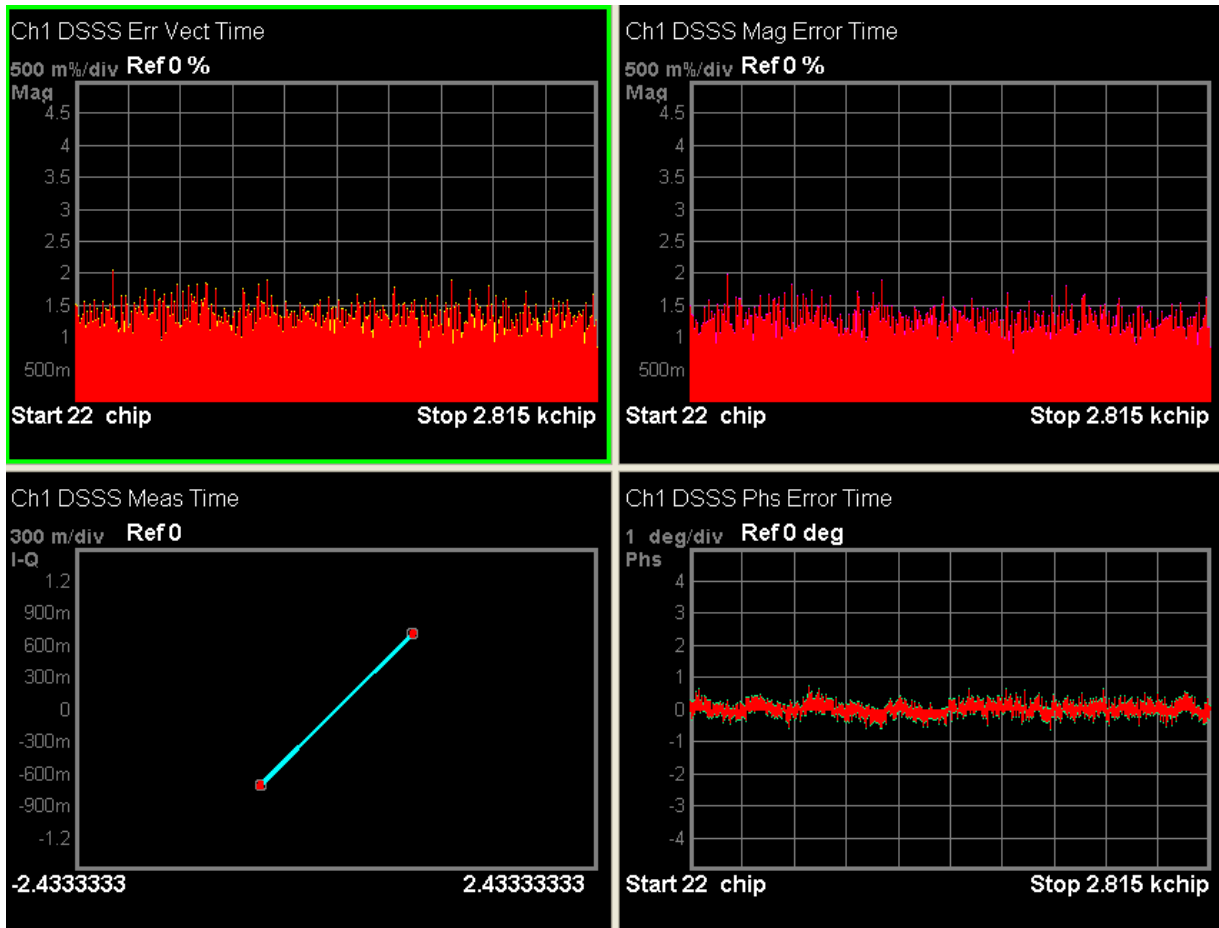 Ch1 DSSS Err Vect Time
500 m%/div Ref 0 %
Mag
4.5
4
3.5
3
2.5
2
1.5
1
500m
Start 22 chip Stop 2.815 kchip
Ch1 DSSS Mag Error Time
500 m%/div Ref 0 %
Mag
4.5
4
3.5
3
2.5
2
1.5
1
500m
Start 22 chip Stop 2.815 kchip
Ch1 DSSS Meas Time
300 m/div Ref 0
I-Q
1.2
900m
600m
300m
0
-300m
-600m
-900m
-1.2
-2.4333333 2.43333333
Ch1 DSSS Phs Error Time
1 deg/div Ref 0 deg
Phs
4
3
2
1
0
-1
-2
-3
-4
Start 22 chip Stop 2.815 kchip